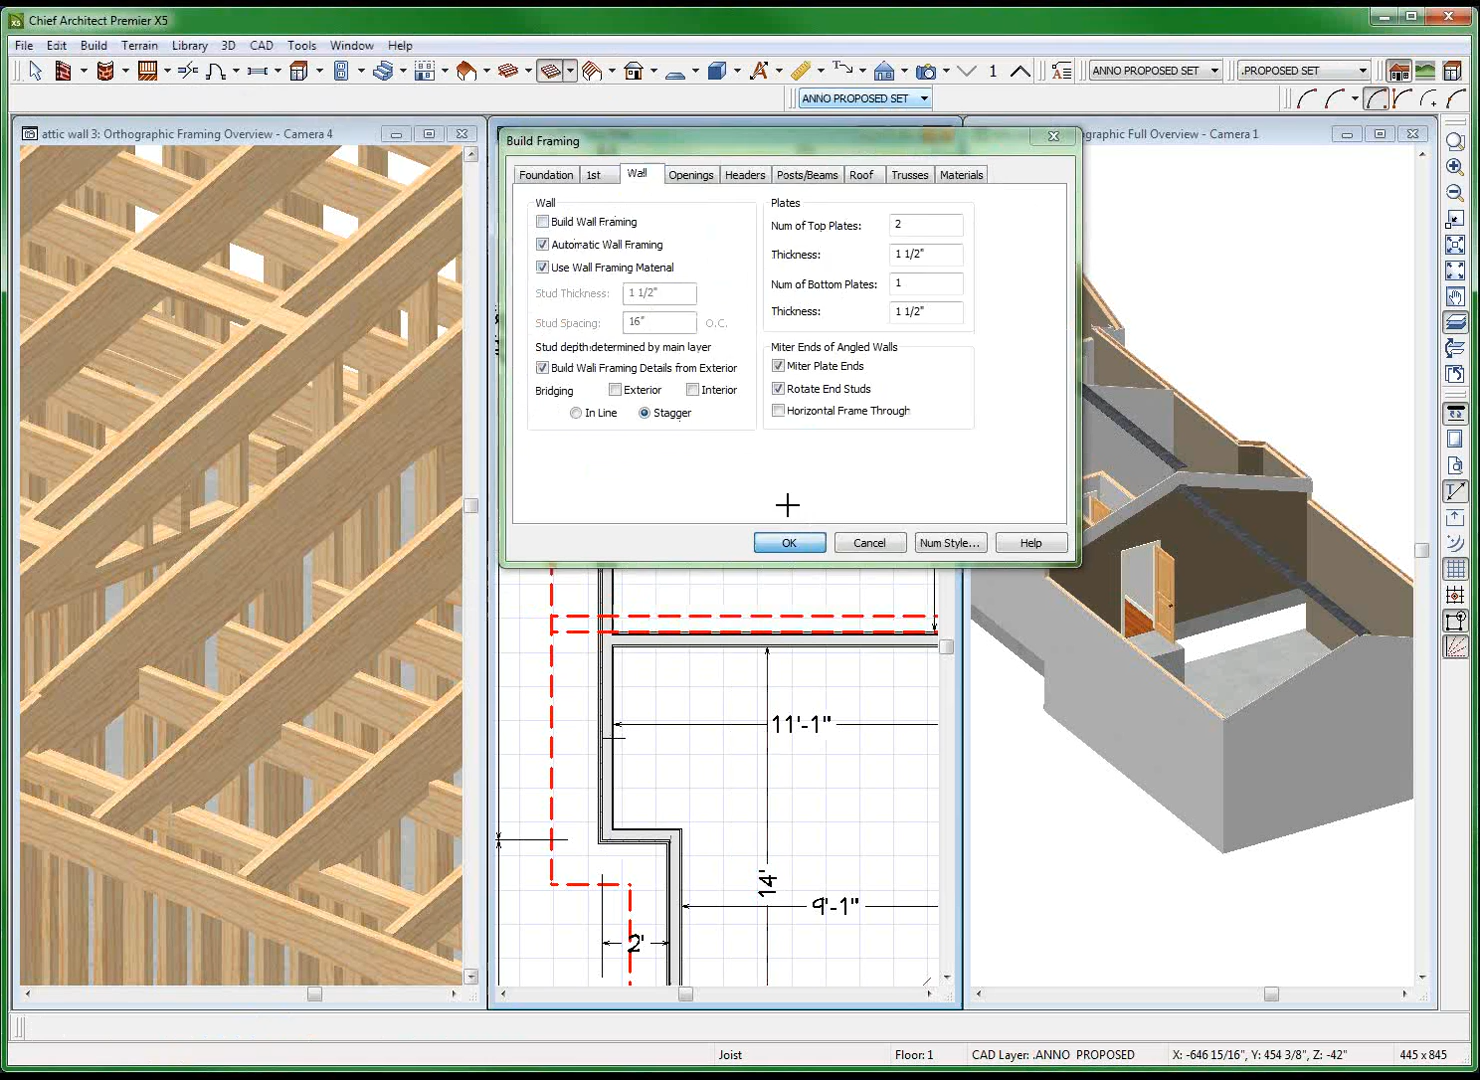 Chief Architect Premier X5
File Edit Build Terrain Library 3D CAD Tools Window Help
1 ANNO PROPOSED SET .PROPOSED SET
ANNO PROPOSED SET
attic wall 3: Orthographic Framing Overview - Camera 4
ographic Full Overview - Camera 1
Build Framing
Foundation 1st Wall Openings Headers Posts/Beams Roof Trusses Materials
Wall
Build Wall Framing
Automatic Wall Framing
Use Wall Framing Material
Stud Thickness: 1 1/2"
Stud Spacing: 16" O.C.
Stud depth determined by main layer
Build Wall Framing Details from Exterior
Bridging Exterior Interior
In Line Stagger
Plates
Num of Top Plates: 2
Thickness: 1 1/2"
Num of Bottom Plates: 1
Thickness: 1 1/2"
Miter Ends of Angled Walls
Miter Plate Ends
Rotate End Studs
Horizontal Frame Through
OK Cancel Num Style... Help
11'-1"
14'
9'-1"
2'
Joist Floor: 1 CAD Layer: .ANNO PROPOSED X: -646 15/16", Y: 454 3/8", Z: -42" 445 x 845